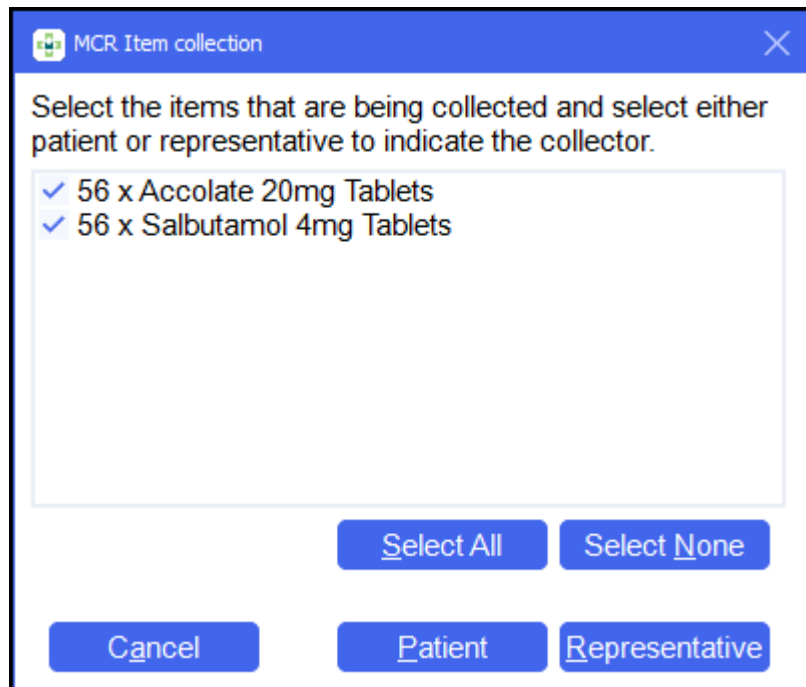 MCR Item collection
Select the items that are being collected and select either
patient or representative to indicate the collector.
56 x Accolate 20mg Tablets
56 x Salbutamol 4mg Tablets
Select All
Select None
Cancel
Patient
Representative